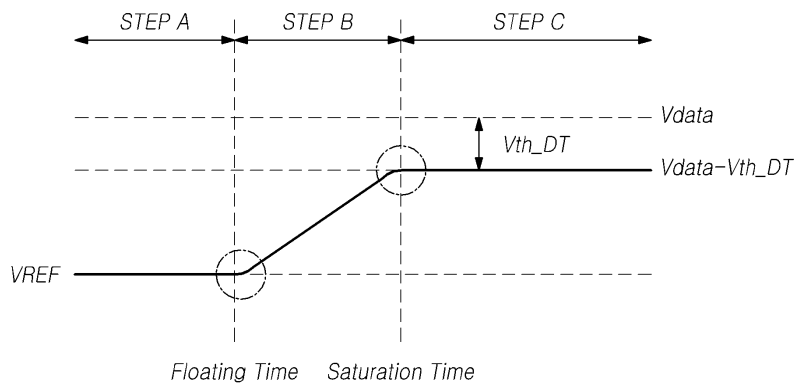 STEP A
STEP B
STEP C
Vdata
Vth_DT
Vdata-Vth_DT
VREF
Floating Time
Saturation Time